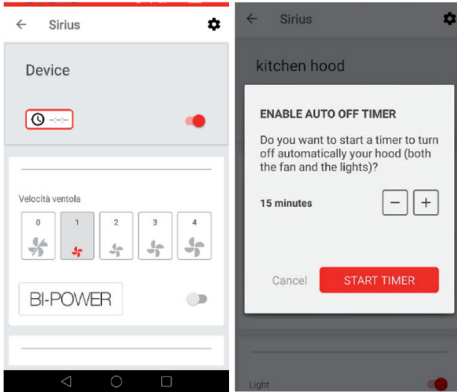 Sirius
Device
--:--
Velocità ventola
0 1 2 3 4
BI-POWER
Sirius
kitchen hood
ENABLE AUTO OFF TIMER
Do you want to start a timer to turn
off automatically your hood (both
the fan and the lights)?
15 minutes
Cancel START TIMER
Light